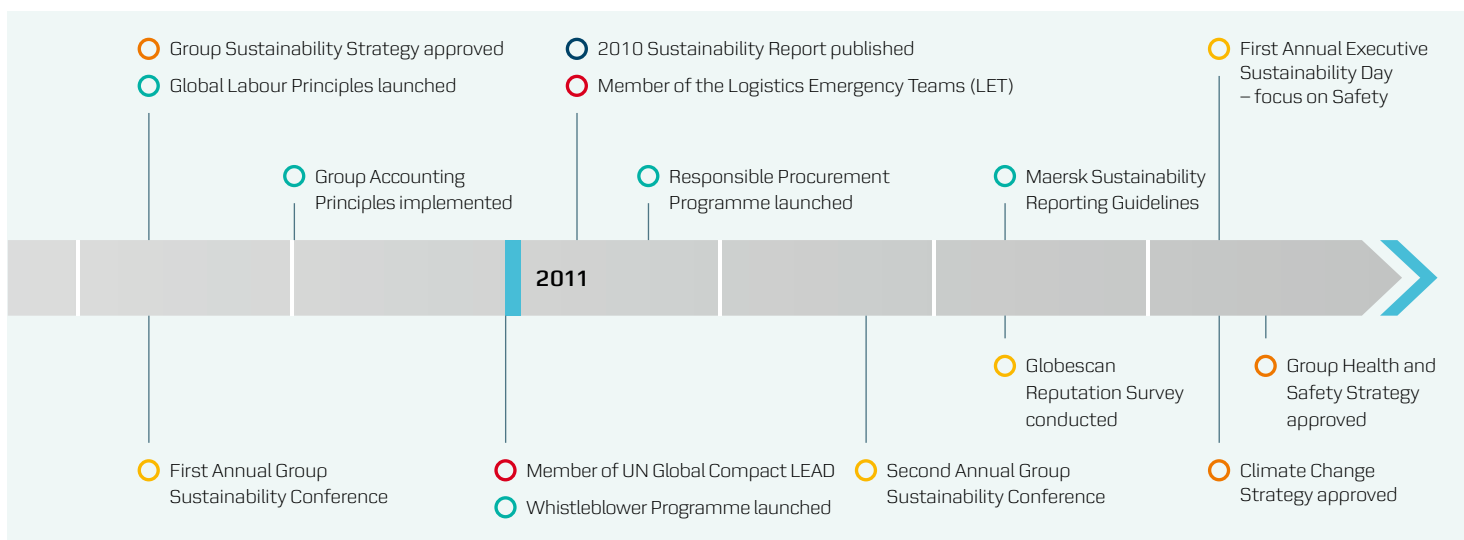 Group Sustainability Strategy approved
Global Labour Principles launched
2010 Sustainability Report published
Member of the Logistics Emergency Teams (LET)
First Annual Executive
Sustainability Day
– focus on Safety
Group Accounting
Principles implemented
Responsible Procurement
Programme launched
Maersk Sustainability
Reporting Guidelines
2011
Globescan
Reputation Survey
conducted
Group Health and
Safety Strategy
approved
First Annual Group
Sustainability Conference
Member of UN Global Compact LEAD
Whistleblower Programme launched
Second Annual Group
Sustainability Conference
Climate Change
Strategy approved